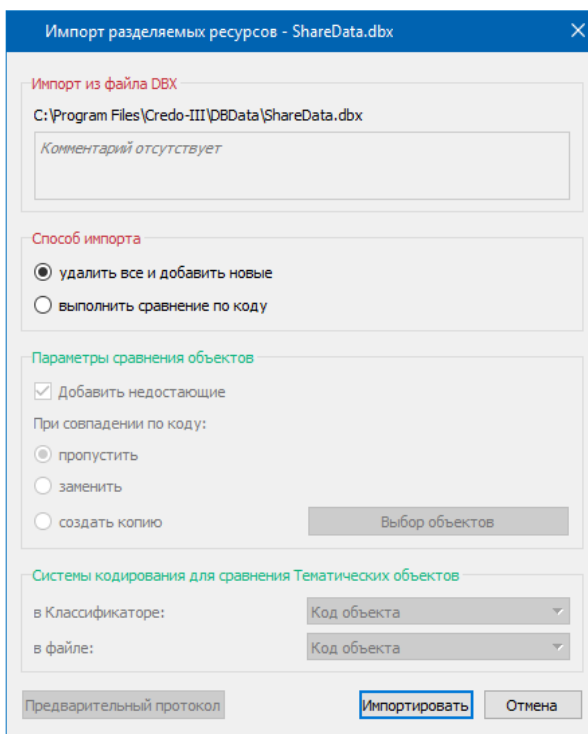 Импорт разделяемых ресурсов - ShareData.dbx
Импорт из файла DBX
C:\Program Files\Credo-III\DBData\ShareData.dbx
Комментарий отсутствует
Способ импорта
удалить все и добавить новые
выполнить сравнение по коду
Параметры сравнения объектов
Добавить недостающие
При совпадении по коду:
пропустить
заменить
создать копию
Выбор объектов
Системы кодирования для сравнения Тематических объектов
в Классификаторе:
Код объекта
в файле:
Код объекта
Предварительный протокол
Импортировать
Отмена